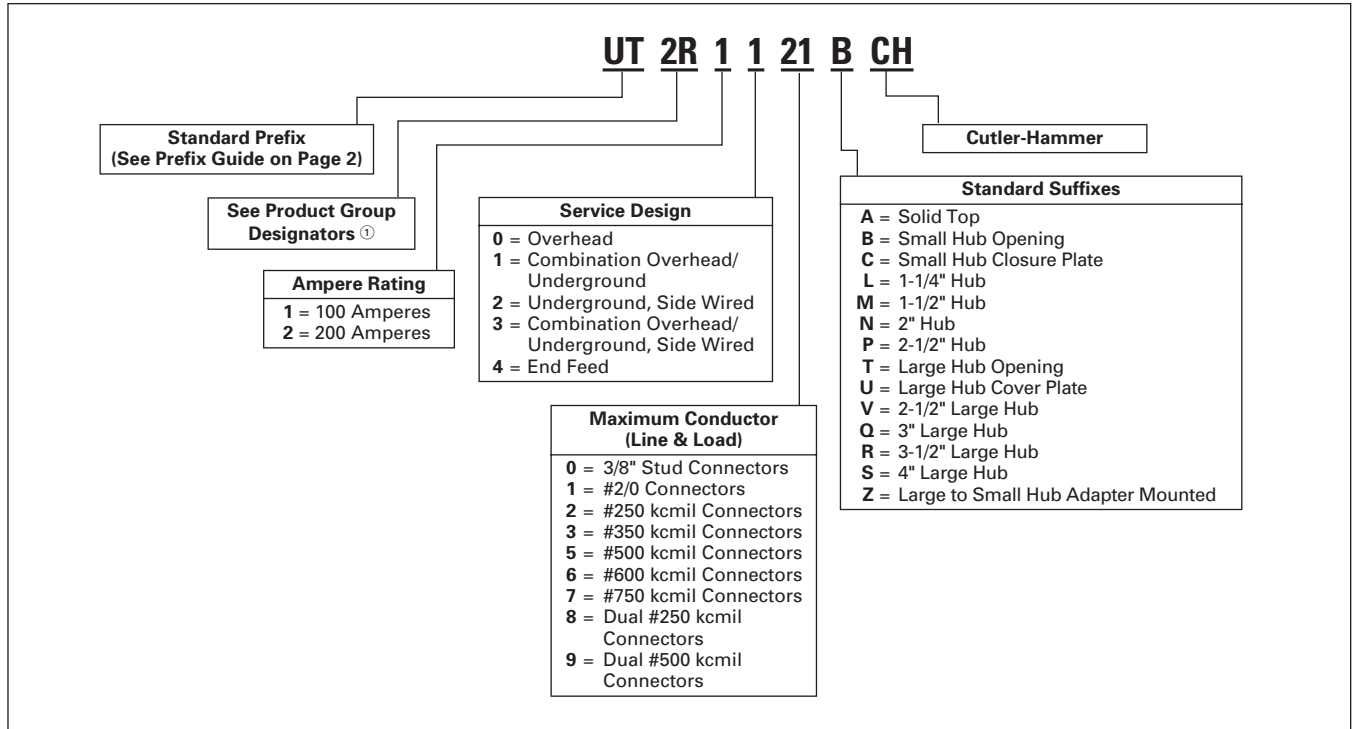 UT 2R 1 1 21 B CH
Standard Prefix
(See Prefix Guide on Page 2)
See Product Group
Designators ①
Ampere Rating
1 = 100 Amperes
2 = 200 Amperes
Service Design
0 = Overhead
1 = Combination Overhead/
Underground
2 = Underground, Side Wired
3 = Combination Overhead/
Underground, Side Wired
4 = End Feed
Maximum Conductor
(Line & Load)
0 = 3/8" Stud Connectors
1 = #2/0 Connectors
2 = #250 kcmil Connectors
3 = #350 kcmil Connectors
5 = #500 kcmil Connectors
6 = #600 kcmil Connectors
7 = #750 kcmil Connectors
8 = Dual #250 kcmil
Connectors
9 = Dual #500 kcmil
Connectors
Cutler-Hammer
Standard Suffixes
A = Solid Top
B = Small Hub Opening
C = Small Hub Closure Plate
L = 1-1/4" Hub
M = 1-1/2" Hub
N = 2" Hub
P = 2-1/2" Hub
T = Large Hub Opening
U = Large Hub Cover Plate
V = 2-1/2" Large Hub
Q = 3" Large Hub
R = 3-1/2" Large Hub
S = 4" Large Hub
Z = Large to Small Hub Adapter Mounted